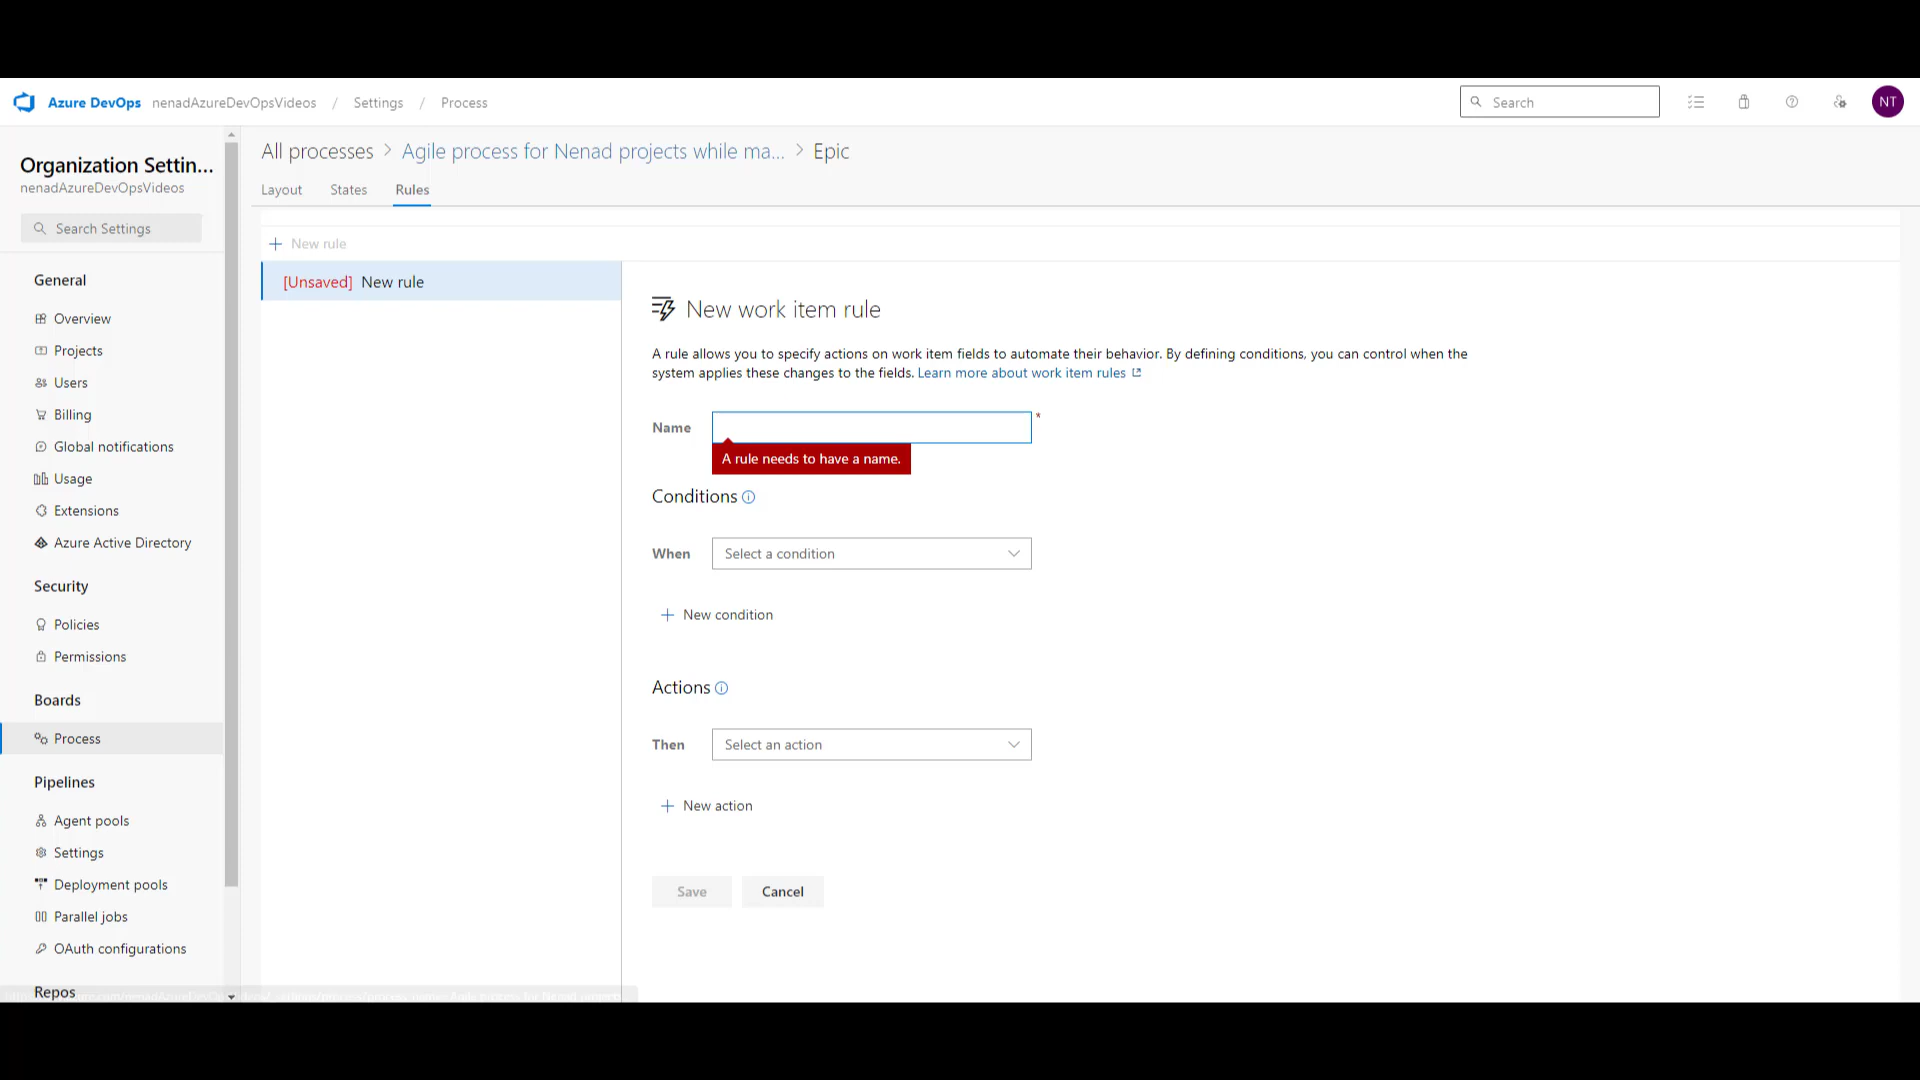 Azure DevOps nenadAzureDevOpsVideos / Settings / Process
Search
NT
Organization Settin...
nenadAzureDevOpsVideos
Search Settings
General
Overview
Projects
Users
Billing
Global notifications
Usage
Extensions
Azure Active Directory
Security
Policies
Permissions
Boards
Process
Pipelines
Agent pools
Settings
Deployment pools
Parallel jobs
OAuth configurations
Repos
All processes > Agile process for Nenad projects while ma... > Epic
Layout States Rules
+ New rule
[Unsaved] New rule
New work item rule
A rule allows you to specify actions on work item fields to automate their behavior. By defining conditions, you can control when the
system applies these changes to the fields. Learn more about work item rules
Name *
A rule needs to have a name.
Conditions
When Select a condition
+ New condition
Actions
Then Select an action
+ New action
Save Cancel